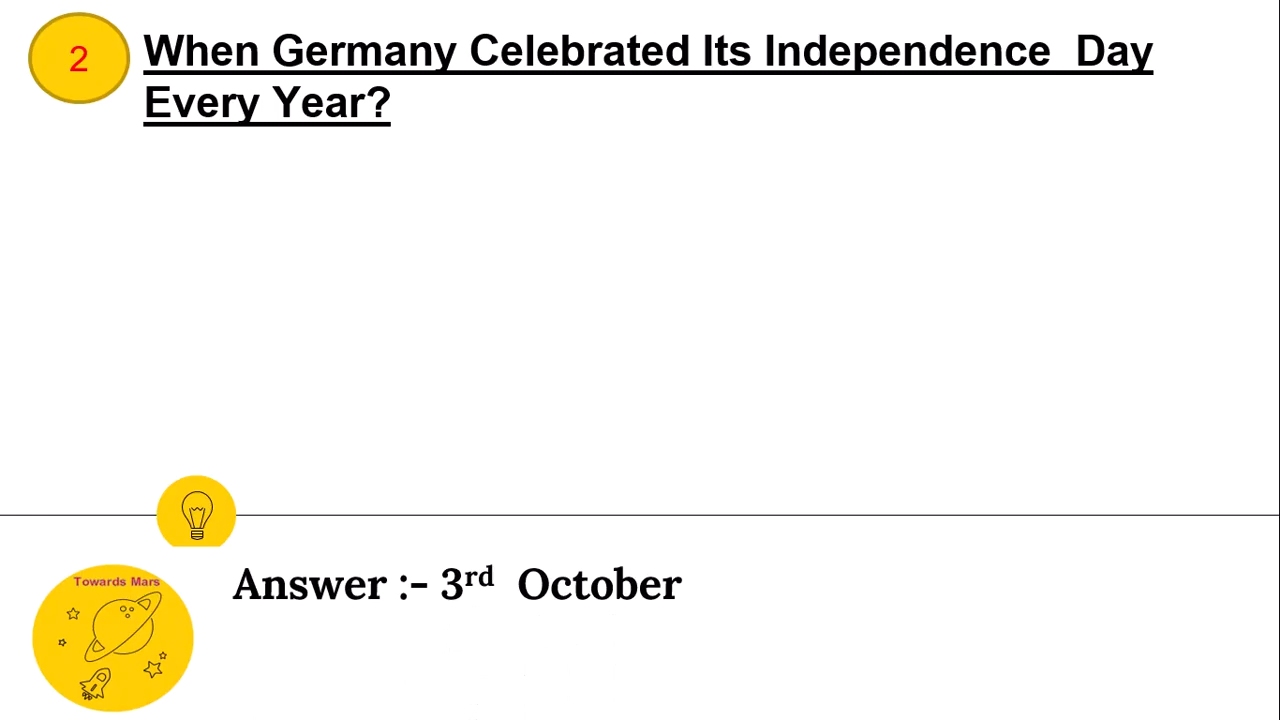 2
When Germany Celebrated Its Independence  Day
Every Year?
Answer :- 3rd  October
Towards Mars